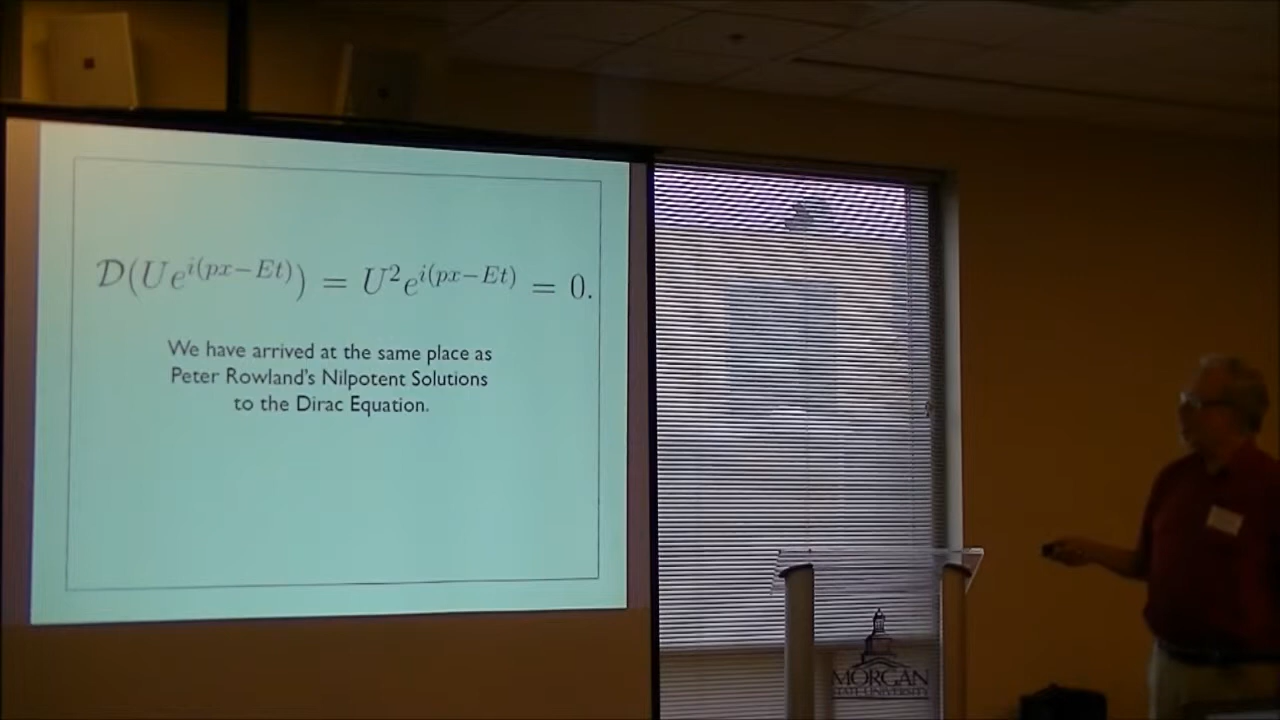 𝒟(Ue^{i(px−Et)}) = U²e^{i(px−Et)} = 0.
We have arrived at the same place as
Peter Rowland's Nilpotent Solutions
to the Dirac Equation.
MORGAN
STATE UNIVERSITY